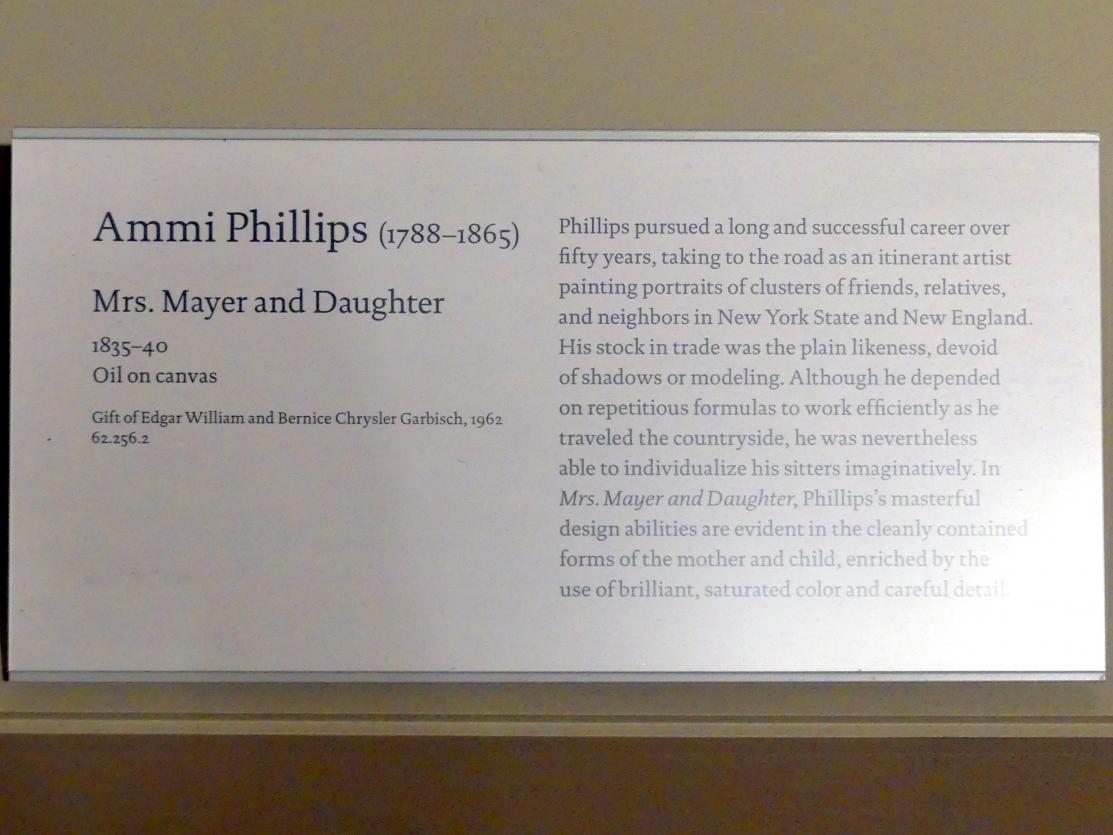 Ammi Phillips (1788–1865)
Mrs. Mayer and Daughter
1835–40
Oil on canvas
Gift of Edgar William and Bernice Chrysler Garbisch, 1962
62.256.2
Phillips pursued a long and successful career over
fifty years, taking to the road as an itinerant artist
painting portraits of clusters of friends, relatives,
and neighbors in New York State and New England.
His stock in trade was the plain likeness, devoid
of shadows or modeling. Although he depended
on repetitious formulas to work efficiently as he
traveled the countryside, he was nevertheless
able to individualize his sitters imaginatively. In
Mrs. Mayer and Daughter, Phillips's masterful
design abilities are evident in the cleanly contained
forms of the mother and child, enriched by the
use of brilliant, saturated color and careful detail.